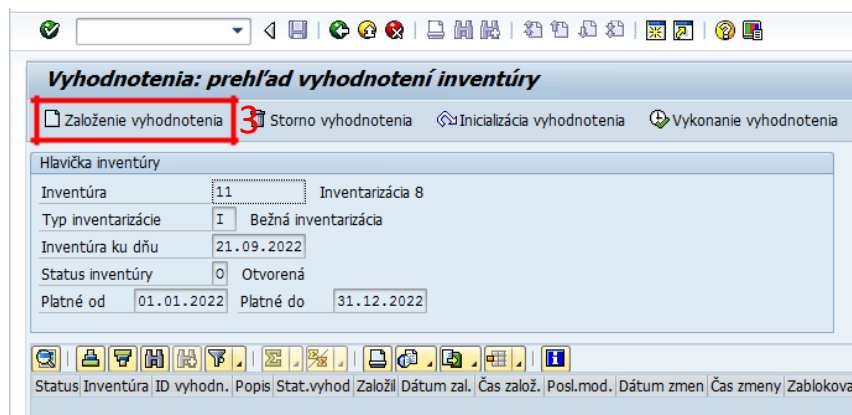 Vyhodnotenia: prehľad vyhodnotení inventúry
Založenie vyhodnotenia 3 Storno vyhodnotenia Inicializácia vyhodnotenia Vykonanie vyhodnotenia
Hlavička inventúry
Inventúra 11 Inventarizácia 8
Typ inventarizácie I Bežná inventarizácia
Inventúra ku dňu 21.09.2022
Status inventúry O Otvorená
Platné od 01.01.2022 Platné do 31.12.2022
Status Inventúra ID vyhodn. Popis Stat.vyhod Založil Dátum zal. Čas založ. Posl.mod. Dátum zmen Čas zmeny Zablokova